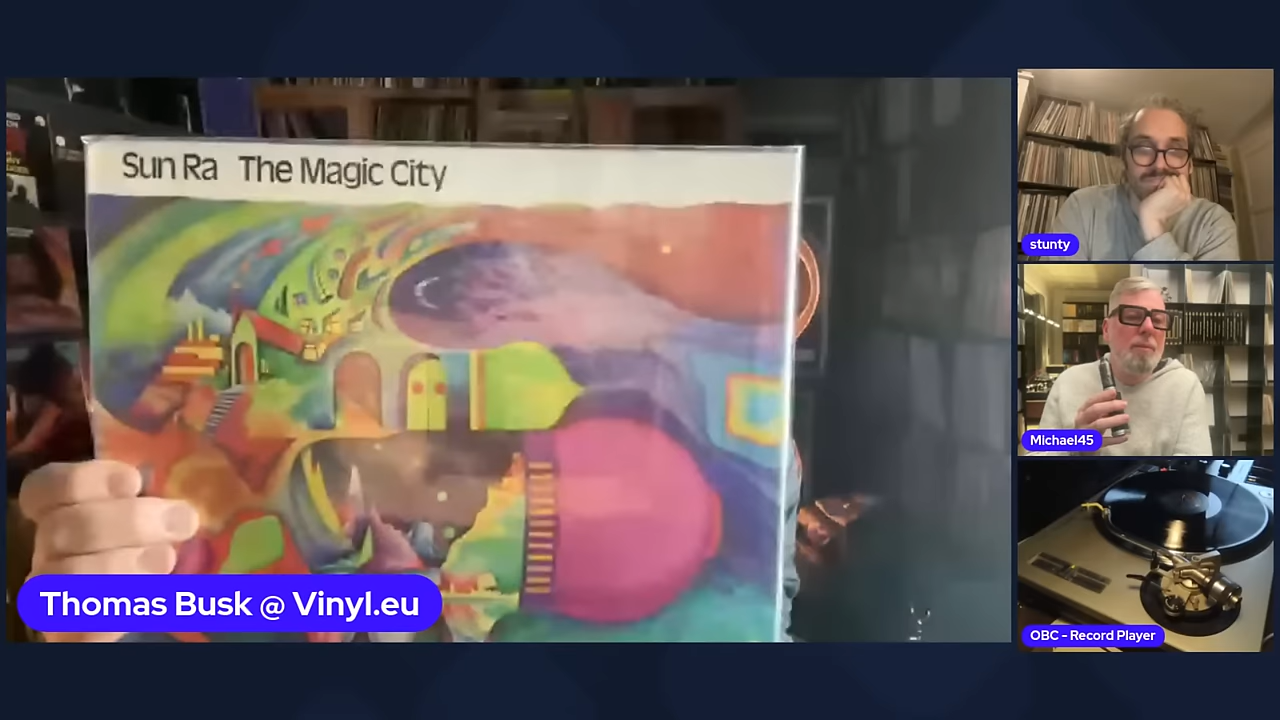 Sun Ra The Magic City
Thomas Busk @ Vinyl.eu
stunty
Michael45
OBC - Record Player